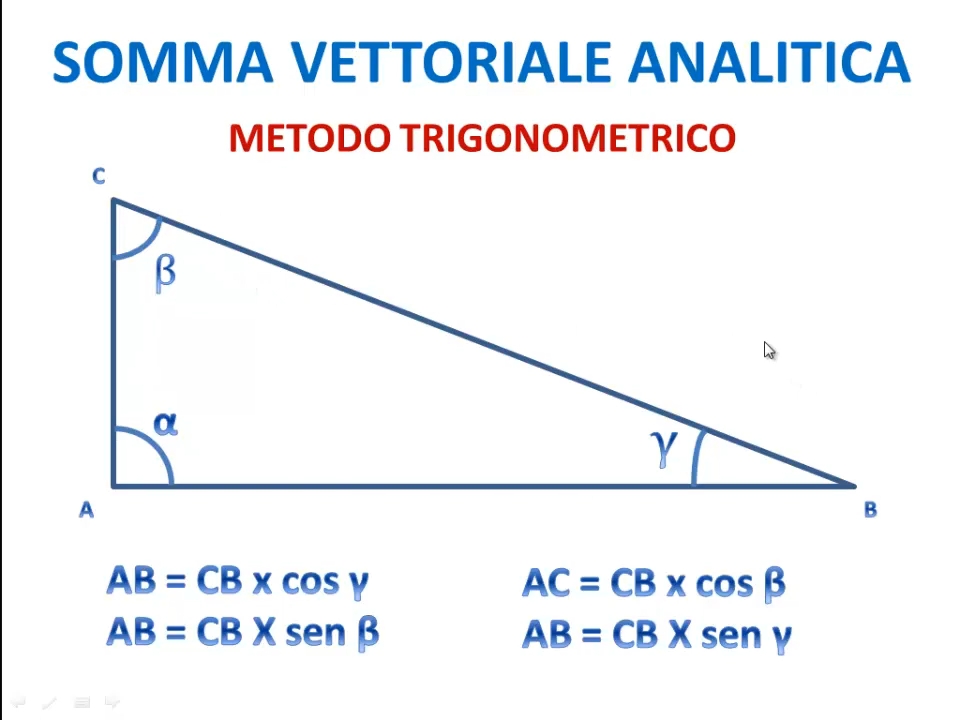 SOMMA VETTORIALE ANALITICA
METODO TRIGONOMETRICO
C
β
α
γ
A
B
AB = CB x cos γ
AB = CB X sen β
AC = CB x cos β
AB = CB X sen γ